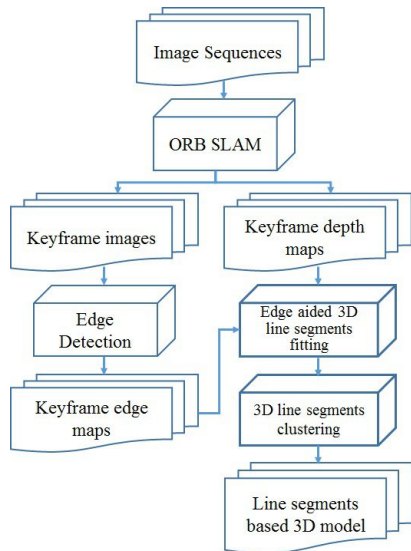 Image Sequences
ORB SLAM
Keyframe images
Keyframe depth
maps
Edge
Detection
Edge aided 3D
line segments
fitting
Keyframe edge
maps
3D line segments
clustering
Line segments
based 3D model